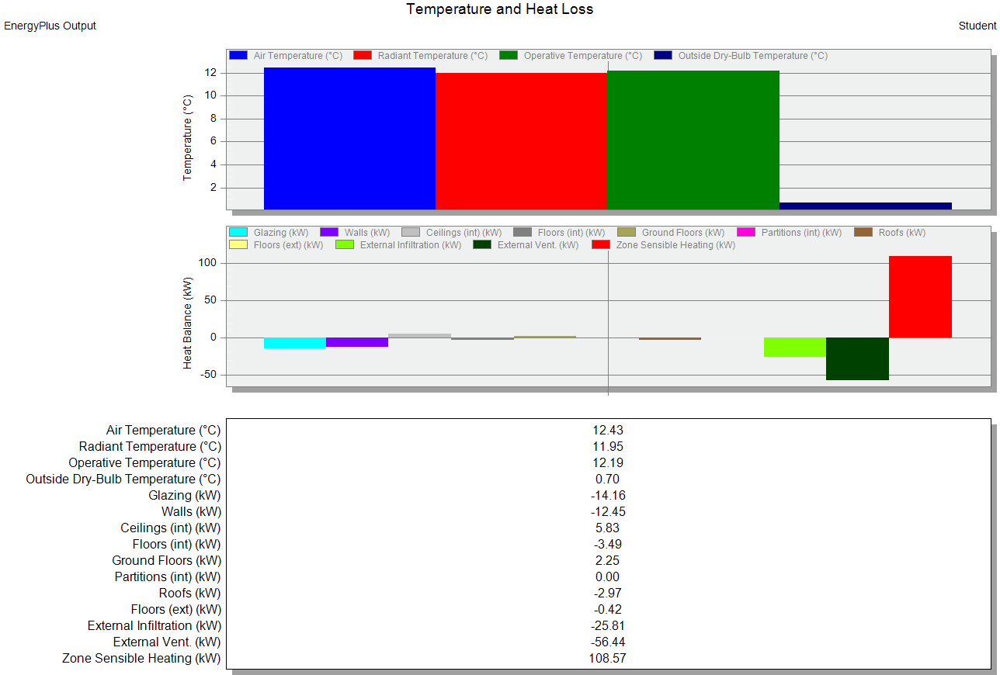 Temperature and Heat Loss
EnergyPlus Output
Student
Air Temperature (°C) Radiant Temperature (°C) Operative Temperature (°C) Outside Dry-Bulb Temperature (°C)
Temperature (°C)
12
10
8
6
4
2
Glazing (kW) Walls (kW) Ceilings (int) (kW) Floors (int) (kW) Ground Floors (kW) Partitions (int) (kW) Roofs (kW)
Floors (ext) (kW) External Infiltration (kW) External Vent. (kW) Zone Sensible Heating (kW)
Heat Balance (kW)
100
50
0
-50
Air Temperature (°C) 12.43
Radiant Temperature (°C) 11.95
Operative Temperature (°C) 12.19
Outside Dry-Bulb Temperature (°C) 0.70
Glazing (kW) -14.16
Walls (kW) -12.45
Ceilings (int) (kW) 5.83
Floors (int) (kW) -3.49
Ground Floors (kW) 2.25
Partitions (int) (kW) 0.00
Roofs (kW) -2.97
Floors (ext) (kW) -0.42
External Infiltration (kW) -25.81
External Vent. (kW) -56.44
Zone Sensible Heating (kW) 108.57